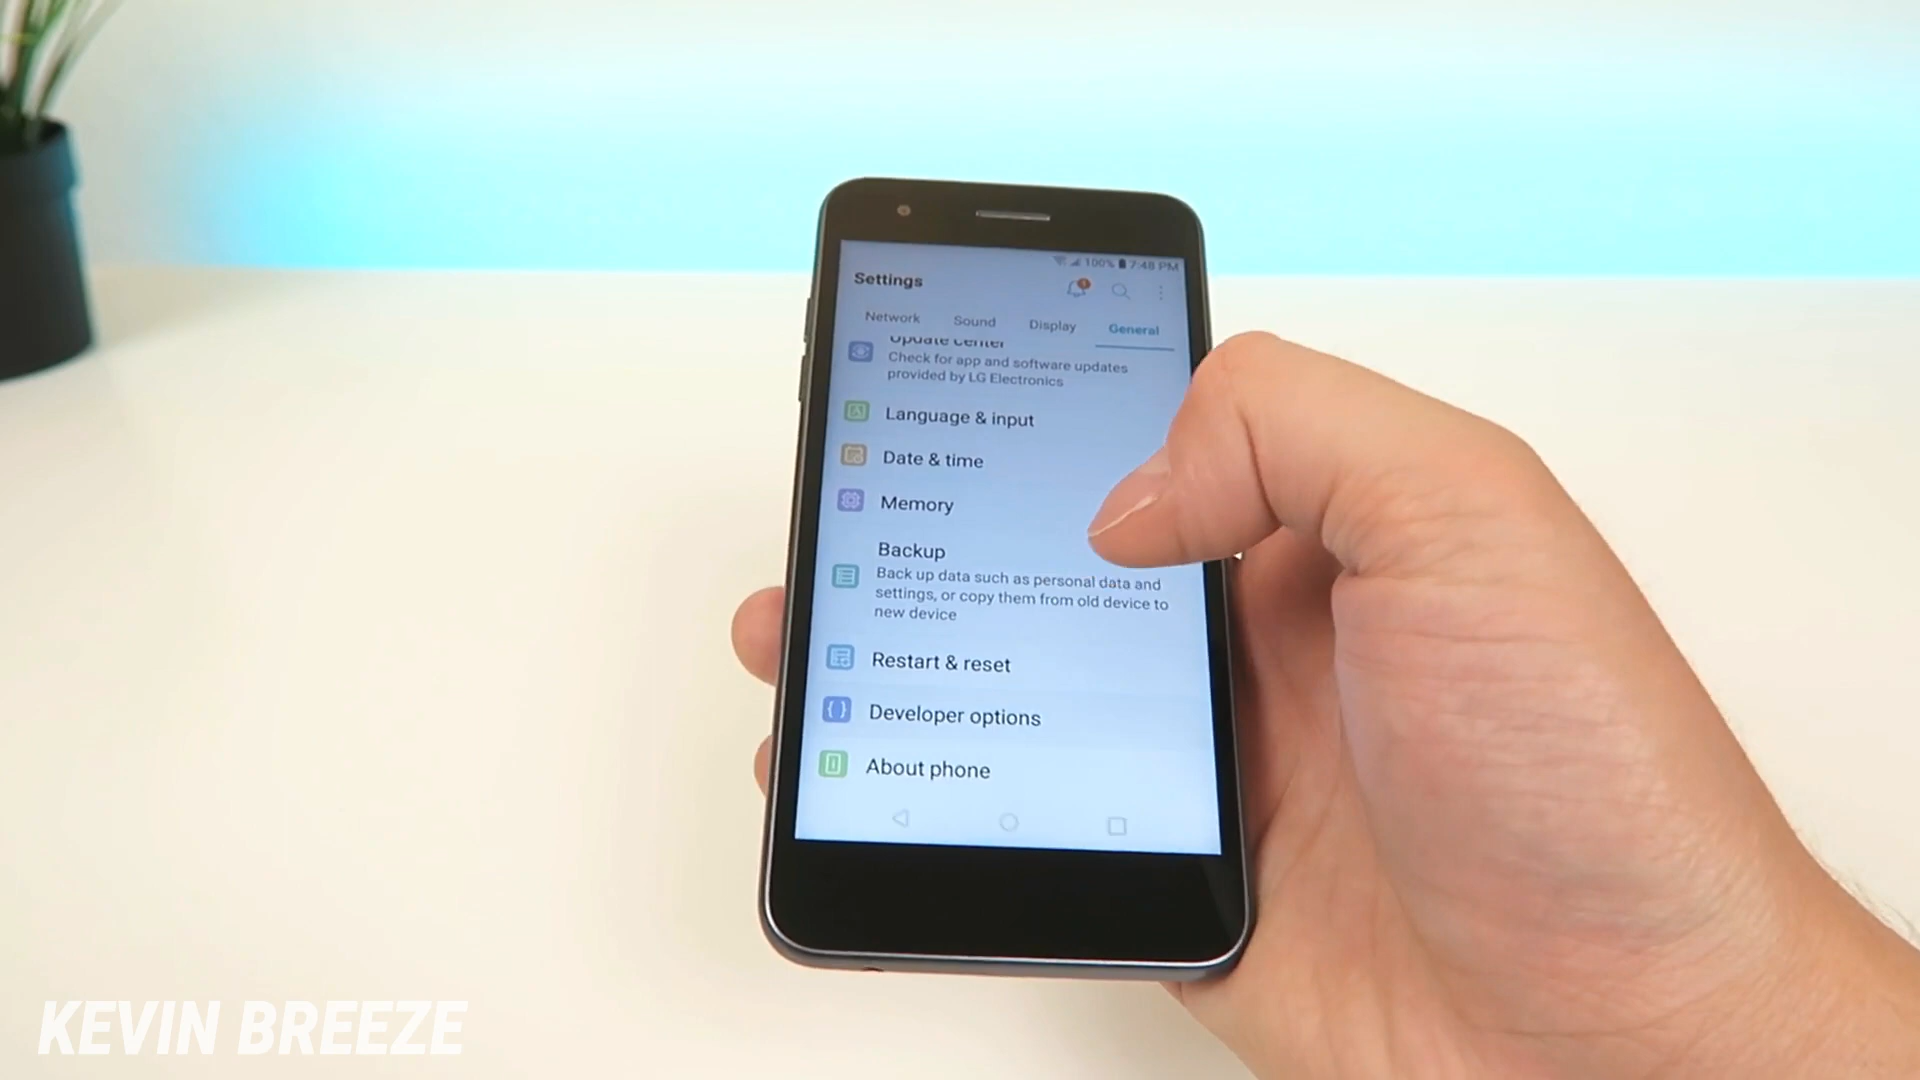 100% 7:48 PM
Settings
Network Sound Display General
Update Center
Check for app and software updates
provided by LG Electronics
Language & input
Date & time
Memory
Backup
Back up data such as personal data and
settings, or copy them from old device to
new device
Restart & reset
Developer options
About phone
KEVIN BREEZE